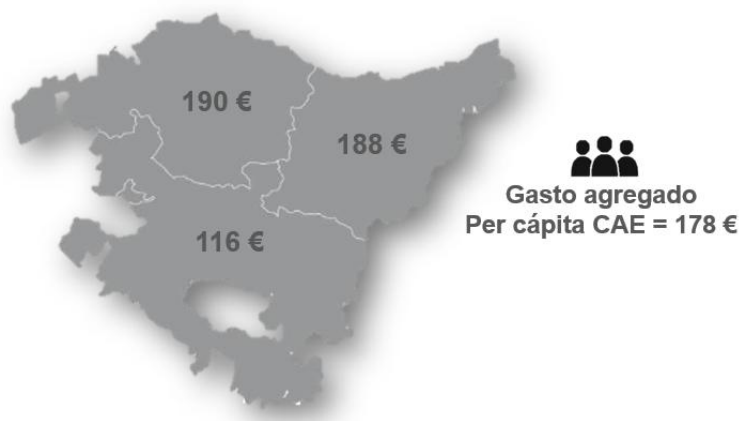 190 €
188 €
116 €
Gasto agregado
Per cápita CAE = 178 €